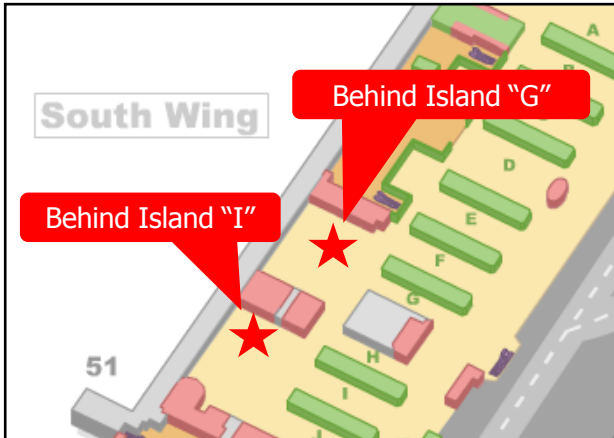 A
B
Behind Island “G”
South Wing
D
Behind Island “I”
E
F
G
H
51
I